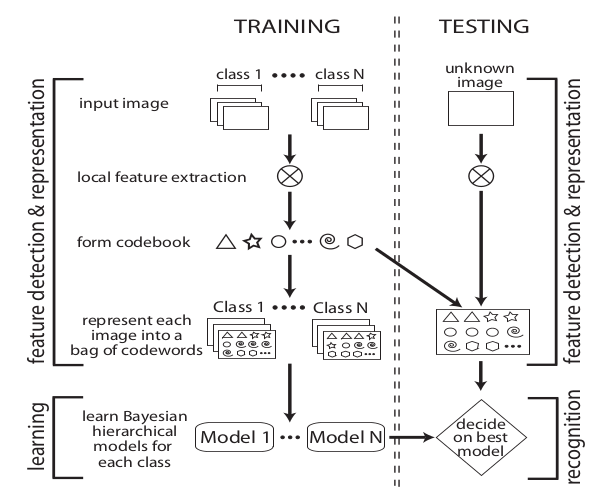 TRAINING
TESTING
feature detection & representation
class 1 •••• class N
unknown
image
input image
local feature extraction
form codebook
•••
Class 1 •••• Class N
represent each
image into a
bag of codewords
•••
•••
•••
feature detection & representation
learning
learn Bayesian
hierarchical
models for
each class
Model 1 ••• Model N
decide
on best
model
recognition